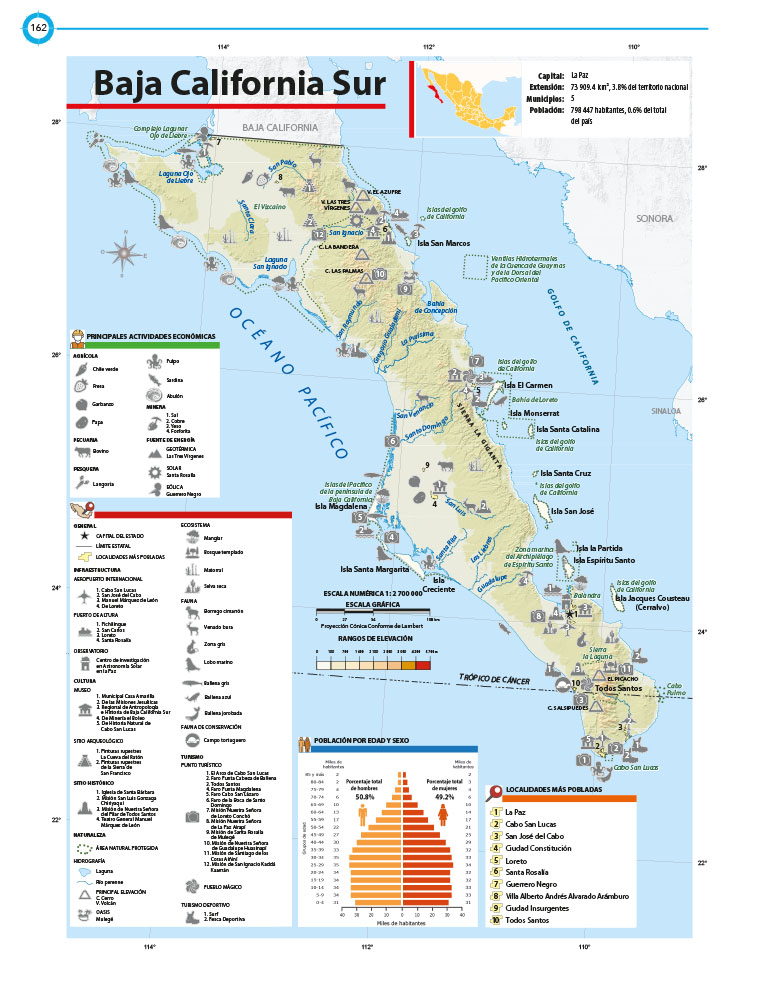 162
114°
112°
110°
Baja California Sur
Capital: La Paz
Extensión: 73 909.4 km², 3.8% del territorio nacional
Municipios: 5
Población: 798 447 habitantes, 0.6% del total
del país
28°
BAJA CALIFORNIA
Complejo Lagunar
Ojo de Liebre
7
Laguna Ojo
de Liebre
San Pablo
8
El Vizcaíno
Santa Clara
V. EL AZUFRE
V. LAS TRES
VÍRGENES
San Ignacio
6
C. LA BANDERA
C. LAS PALMAS
Laguna
San Ignacio
Islas del golfo
de California
Isla San Marcos
28°
SONORA
Ventilas Hidrotermales
de la Cuenca de Guaymas
y de la Dorsal del
Pacífico Oriental
GOLFO DE CALIFORNIA
Bahía
de Concepción
San Raymundo
La Purísima
OCÉANO PACÍFICO
26°
Islas del golfo
de California
Isla El Carmen
Bahía de Loreto
5
Isla Monserrat
Isla Santa Catalina
Islas del golfo
de California
26°
SINALOA
San Venancio
Santo Domingo
SIERRA LA GIGANTA
9
Isla Santa Cruz
Islas del golfo
de California
Isla San José
Islas del Pacífico
de la península de
Baja California
Isla Magdalena
4
San Luis
Santa Rita
Las Liebres
Isla Santa Margarita
Isla
Creciente
Guadalupe
Zona marina
del Archipiélago
de Espíritu Santo
Isla la Partida
Isla Espíritu Santo
Islas del golfo
de California
Isla Jacques Cousteau
(Cerralvo)
Balandra
1
24°
24°
Sierra
la Laguna
EL PICACHO
10
Todos Santos
Cabo
Pulmo
TRÓPICO DE CÁNCER
C. SALSIPUEDES
3
2
Cabo San Lucas
ESCALA NUMÉRICA 1: 2 700 000
ESCALA GRÁFICA
0 27 54 108 km
Proyección Cónica Conforme de Lambert
RANGOS DE ELEVACIÓN
PRINCIPALES ACTIVIDADES ECONÓMICAS
AGRÍCOLA
Chile verde
Fresa
Garbanzo
Papa
PECUARIA
Bovino
PESQUERA
Langosta
Pulpo
Sardina
Abulón
MINERA
1. Sal
2. Cobre
3. Yeso
4. Fosforita
FUENTE DE ENERGÍA
GEOTÉRMICA
Las Tres Vírgenes
SOLAR
Santa Rosalía
EÓLICA
Guerrero Negro
GENERAL
CAPITAL DEL ESTADO
LÍMITE ESTATAL
LOCALIDADES MÁS POBLADAS
INFRAESTRUCTURA
AEROPUERTO INTERNACIONAL
1. Cabo San Lucas
2. San José del Cabo
3. Manuel Márquez de León
4. De Loreto
PUERTO DE ALTURA
1. Pichilingue
2. San Carlos
3. Loreto
4. Santa Rosalía
OBSERVATORIO
Centro de investigación
en Astronomía Solar
en la Paz
CULTURA
MUSEO
1. Municipal Casa Amarilla
2. De las Misiones Jesuíticas
3. Regional de Antropología
e Historia de Baja California Sur
4. De Minería el Boleo
5. De Historia Natural de
Cabo San Lucas
SITIO ARQUEOLÓGICO
1. Pinturas rupestres
La Cueva del Ratón
2. Pinturas rupestres
de la Sierra de
San Francisco
SITIO HISTÓRICO
1. Iglesia de Santa Bárbara
2. Misión San Luis Gonzaga
Chiriyaqui
3. Misión de Nuestra Señora
del Pilar de Todos Santos
4. Teatro General Manuel
Márquez de León
NATURALEZA
ÁREA NATURAL PROTEGIDA
HIDROGRAFÍA
Laguna
Río perenne
PRINCIPAL ELEVACIÓN
C. Cerro
V. Volcán
OASIS
Mulegé
ECOSISTEMA
Manglar
Bosque templado
Matorral
Selva seca
FAUNA
Borrego cimarrón
Venado bura
Zorra gris
Lobo marino
Ballena gris
Ballena azul
Ballena jorobada
FAUNA DE CONSERVACIÓN
Campo tortuguero
TURISMO
PUNTO TURÍSTICO
1. El Arco de Cabo San Lucas
2. Faro Punta Cabeza de Ballena
3. Todos Santos
4. Faro Punta Magdalena
5. Faro Cabo San Lázaro
6. Faro de la Boca de Santo
Domingo
7. Misión Nuestra Señora
de Loreto Conchó
8. Misión Nuestra Señora
de La Paz Airapí
9. Misión de Santa Rosalía
de Mulegé
10. Misión de Nuestra Señora
de Guadalupe Huasinapí
11. Misión de Santiago de los
Coras Aiñiní
12. Misión de San Ignacio Kadda
Kaamán
PUEBLO MÁGICO
TURISMO DEPORTIVO
1. Surf
2. Pesca Deportiva
POBLACIÓN POR EDAD Y SEXO
Miles de
habitantes
Miles de
habitantes
Porcentaje total
de hombres
50.8%
Porcentaje total
de mujeres
49.2%
Grupos de edad
85 y más 2 2
80-84 2 2
75-79 4 4
70-74 6 6
65-69 10 9
60-64 13 14
55-59 17 17
50-54 22 21
45-49 27 25
40-44 30 29
35-39 33 32
30-34 35 34
25-29 35 33
20-24 34 32
15-19 34 32
10-14 34 33
5-9 34 33
0-4 31 31
40 30 20 10 0 10 20 30 40
Miles de habitantes
LOCALIDADES MÁS POBLADAS
1 La Paz
2 Cabo San Lucas
3 San José del Cabo
4 Ciudad Constitución
5 Loreto
6 Santa Rosalía
7 Guerrero Negro
8 Villa Alberto Andrés Alvarado Arámburo
9 Ciudad Insurgentes
10 Todos Santos
22°
22°
114°
112°
110°